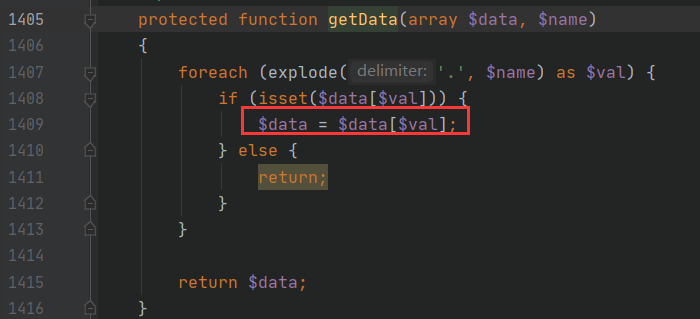 1405 protected function getData(array $data, $name)
1406 {
1407 foreach (explode( delimiter: '.', $name) as $val) {
1408 if (isset($data[$val])) {
1409 $data = $data[$val];
1410 } else {
1411 return;
1412 }
1413 }
1414
1415 return $data;
1416 }